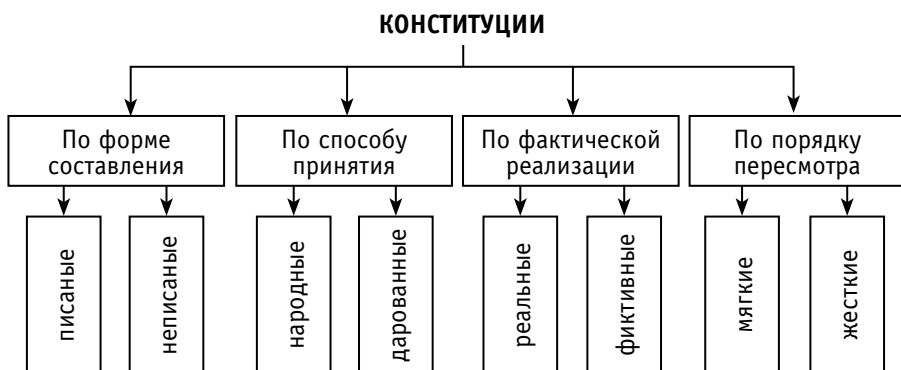 КОНСТИТУЦИИ
По форме
составления
По способу
принятия
По фактической
реализации
По порядку
пересмотра
писаные
неписаные
народные
дарованные
реальные
фиктивные
мягкие
жесткие